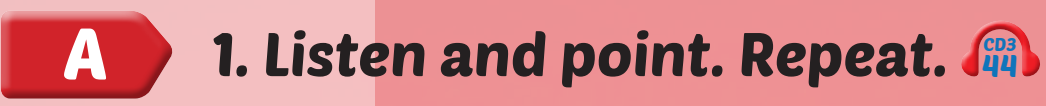 A 1. Listen and point. Repeat. CD3
44